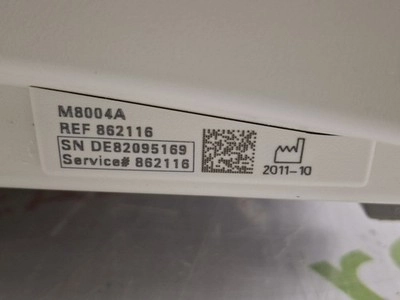 M8004A
REF 862116
SN DE82095169
Service# 862116
2011-10